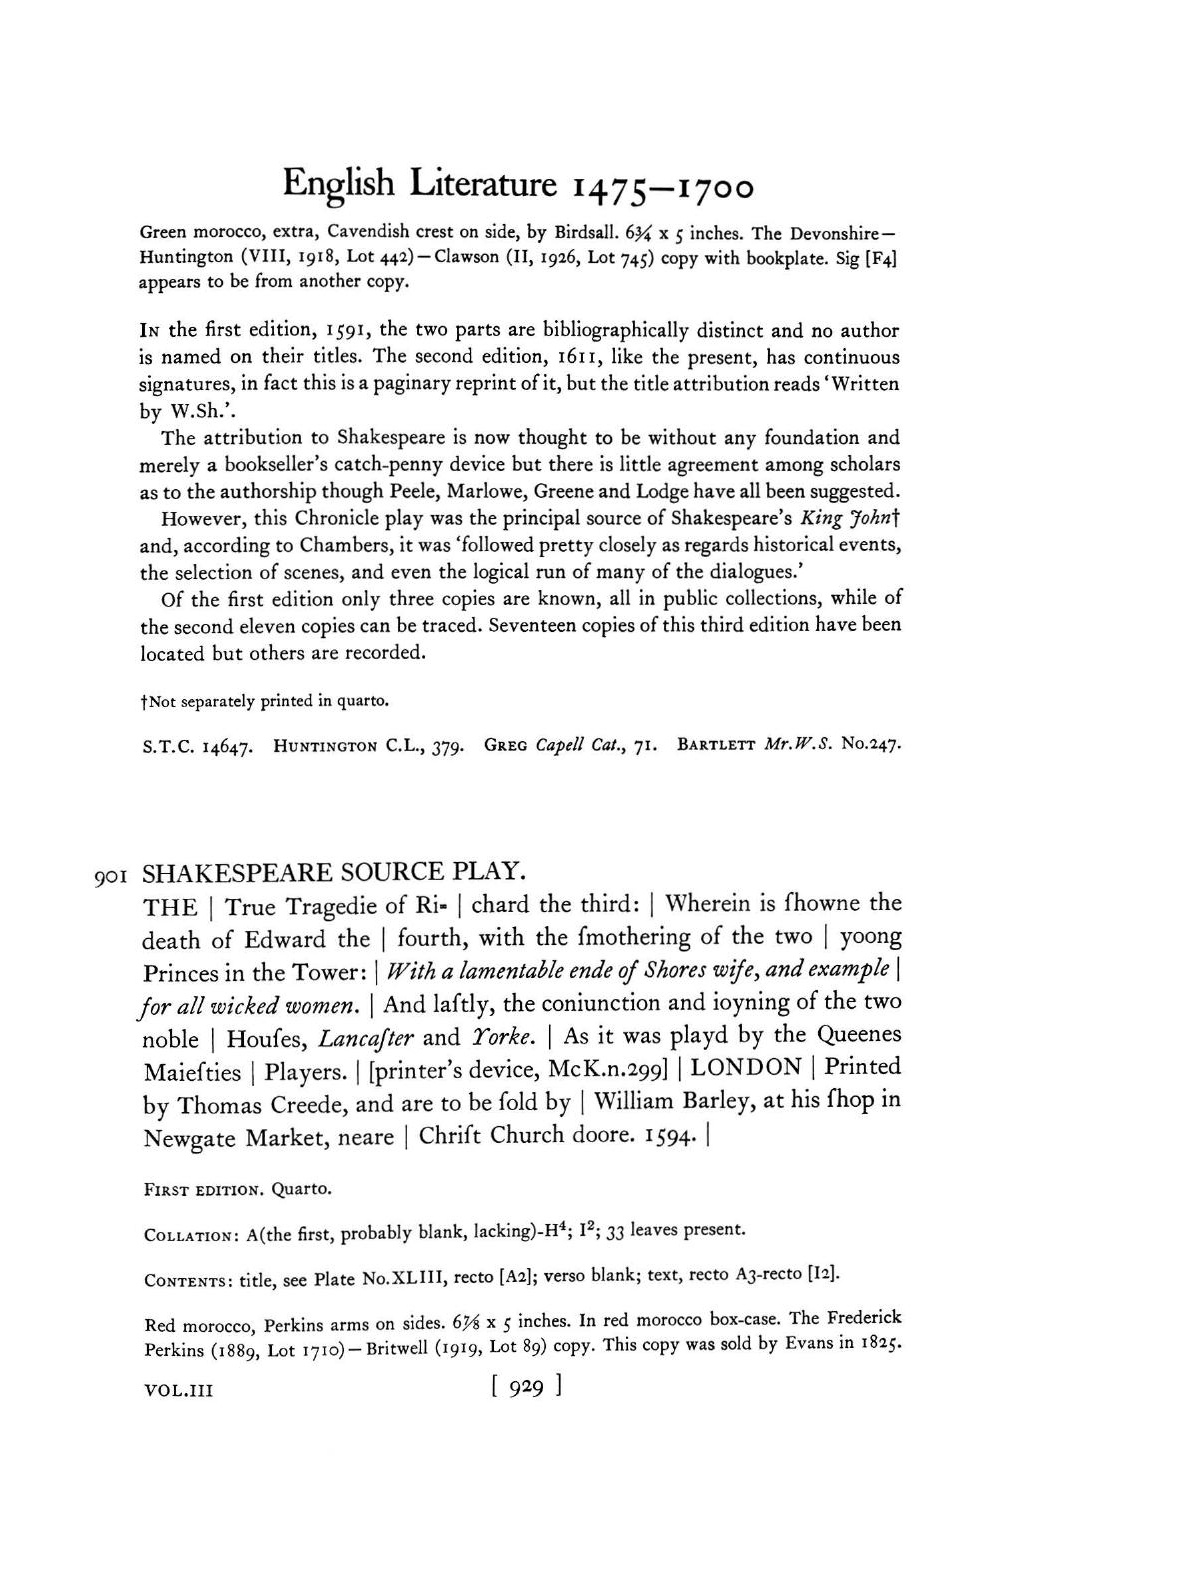 English Literature 1475—1700
Green morocco, extra, Cavendish crest on side, by Birdsall. 6¾ x 5 inches. The Devonshire—
Huntington (VIII, 1918, Lot 442)—Clawson (II, 1926, Lot 745) copy with bookplate. Sig [F4]
appears to be from another copy.
IN the first edition, 1591, the two parts are bibliographically distinct and no author
is named on their titles. The second edition, 1611, like the present, has continuous
signatures, in fact this is a paginary reprint of it, but the title attribution reads ‘Written
by W.Sh.’.
The attribution to Shakespeare is now thought to be without any foundation and
merely a bookseller’s catch-penny device but there is little agreement among scholars
as to the authorship though Peele, Marlowe, Greene and Lodge have all been suggested.
However, this Chronicle play was the principal source of Shakespeare’s King John†
and, according to Chambers, it was ‘followed pretty closely as regards historical events,
the selection of scenes, and even the logical run of many of the dialogues.’
Of the first edition only three copies are known, all in public collections, while of
the second eleven copies can be traced. Seventeen copies of this third edition have been
located but others are recorded.
†Not separately printed in quarto.
S.T.C. 14647. HUNTINGTON C.L., 379. GREG Capell Cat., 71. BARTLETT Mr.W.S. No.247.
901 SHAKESPEARE SOURCE PLAY.
THE | True Tragedie of Ri- | chard the third: | Wherein is ſhowne the
death of Edward the | fourth, with the ſmothering of the two | yoong
Princes in the Tower: | With a lamentable ende of Shores wife, and example |
for all wicked women. | And laſtly, the coniunction and ioyning of the two
noble | Houſes, Lancaſter and Yorke. | As it was playd by the Queenes
Maieſties | Players. | [printer’s device, McK.n.299] | LONDON | Printed
by Thomas Creede, and are to be ſold by | William Barley, at his ſhop in
Newgate Market, neare | Chriſt Church doore. 1594. |
FIRST EDITION. Quarto.
COLLATION: A(the first, probably blank, lacking)-H⁴; I²; 33 leaves present.
CONTENTS: title, see Plate No.XLIII, recto [A2]; verso blank; text, recto A3-recto [I2].
Red morocco, Perkins arms on sides. 6⅞ x 5 inches. In red morocco box-case. The Frederick
Perkins (1889, Lot 1710)—Britwell (1919, Lot 89) copy. This copy was sold by Evans in 1825.
VOL.III [ 929 ]